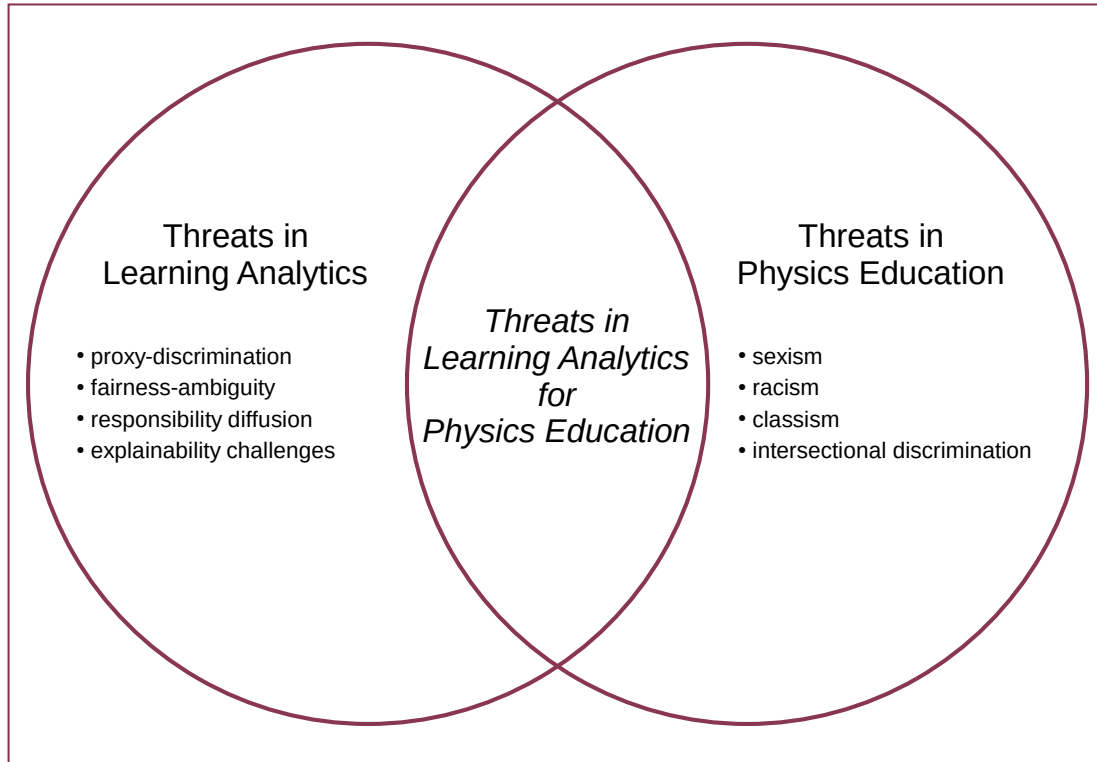 Threats in
Learning Analytics
• proxy-discrimination
• fairness-ambiguity
• responsibility diffusion
• explainability challenges
Threats in
Learning Analytics
for
Physics Education
Threats in
Physics Education
• sexism
• racism
• classism
• intersectional discrimination